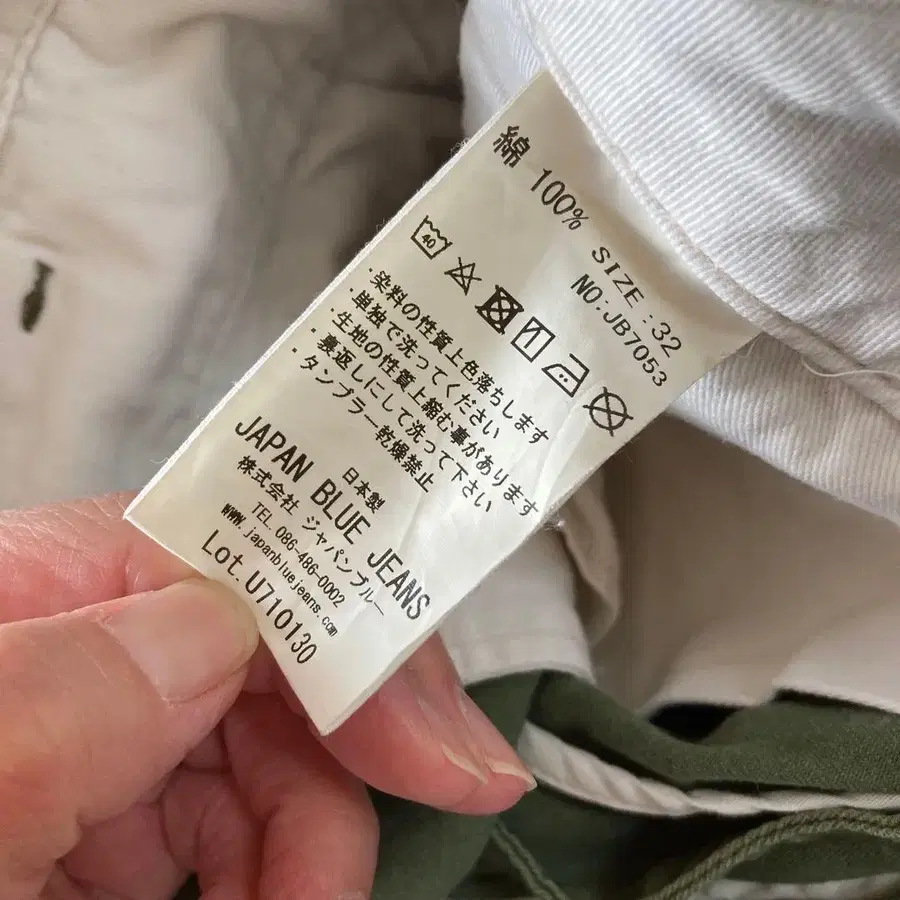 綿 100% SIZE :32
NO:JB7053
40
・染料の性質上色落ちします
・単独で洗ってください
・生地の性質上縮む事があります
・裏返しにして洗って下さい
・タンブラー乾燥禁止
日本製
JAPAN BLUE JEANS
株式会社 ジャパンブルー
TEL. 086-486-0002
www.japanbluejeans.com
Lot.U710130